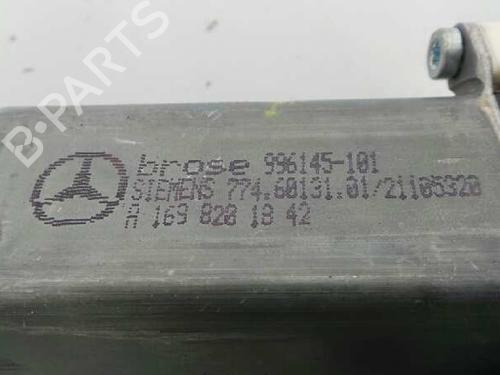 B-PARTS
brose 996145-101
SIEMENS 774.60131.01/21105320
A 169 820 18 42